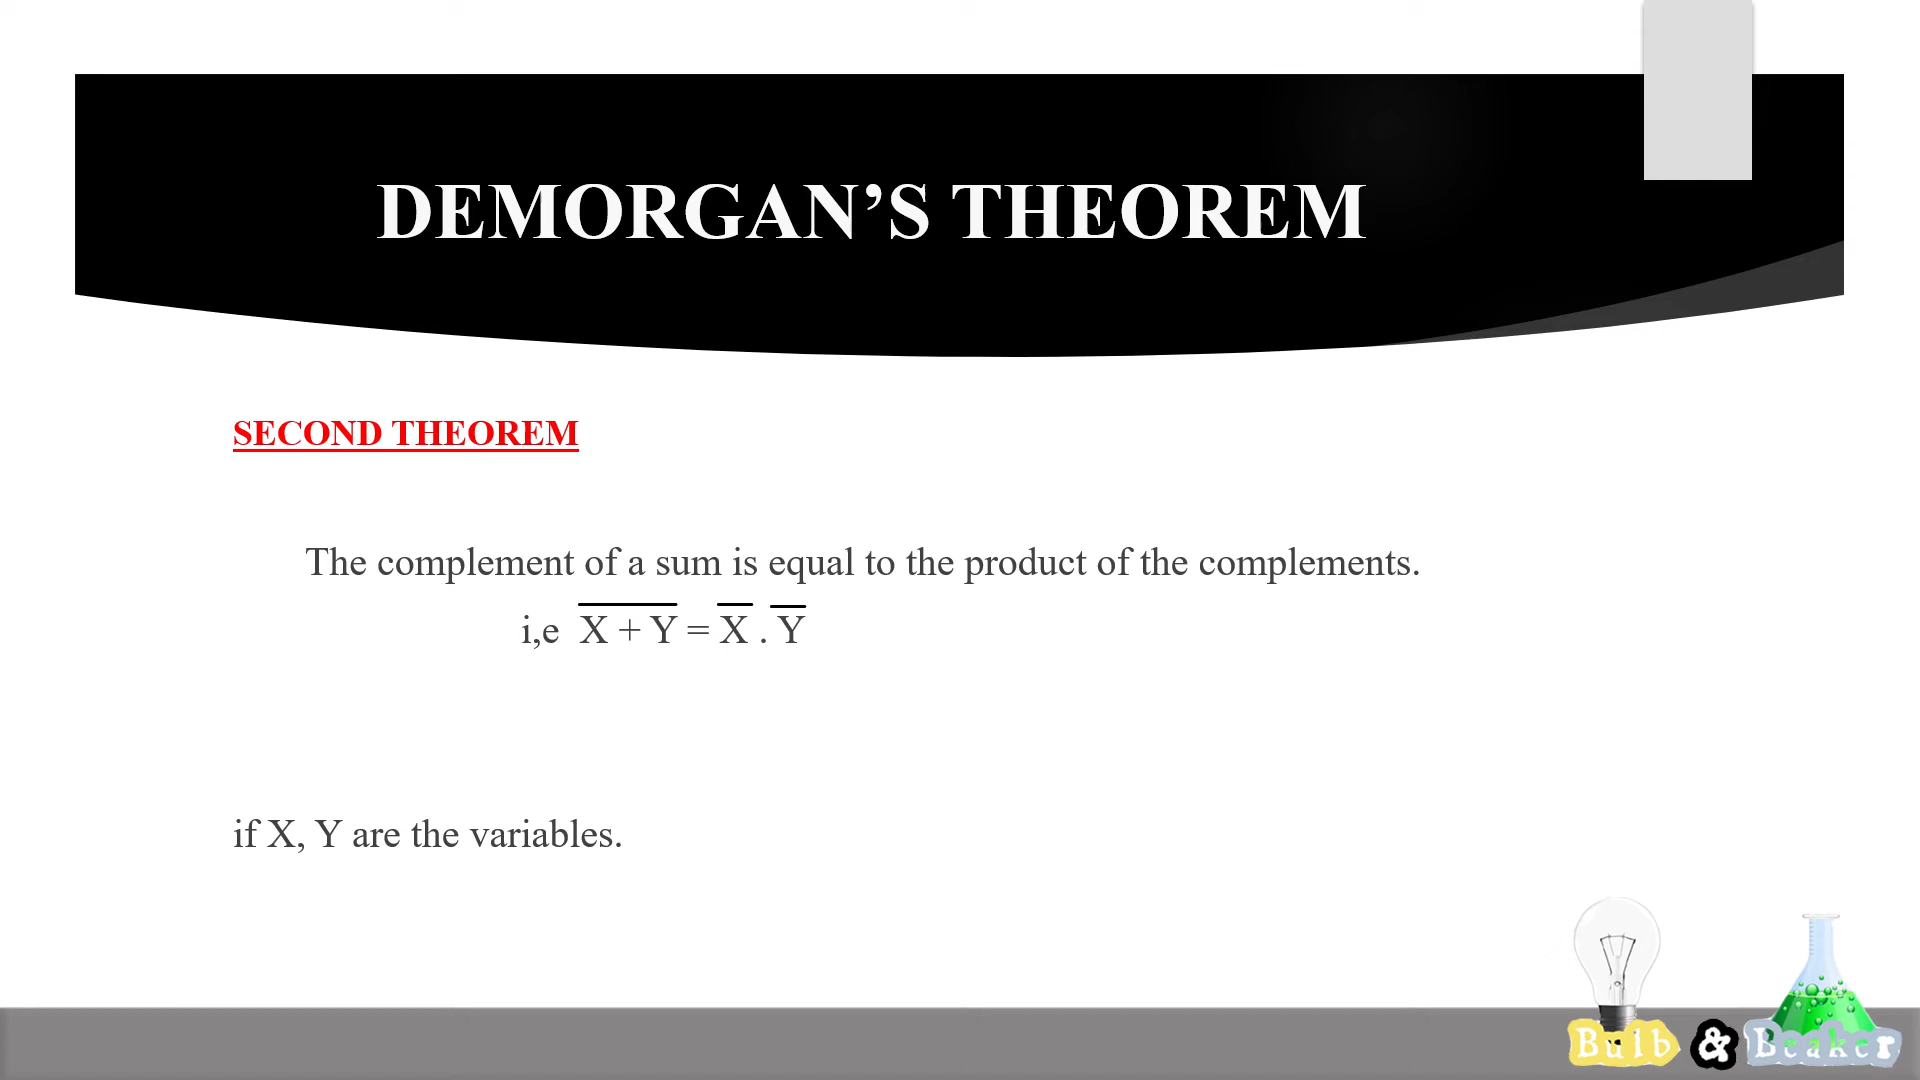 DEMORGAN’S THEOREM
SECOND THEOREM
The complement of a sum is equal to the product of the complements.
i,e X̅ ̅+̅ ̅Y̅ = X̅ . Y̅
if X, Y are the variables.
Bulb & Beaker